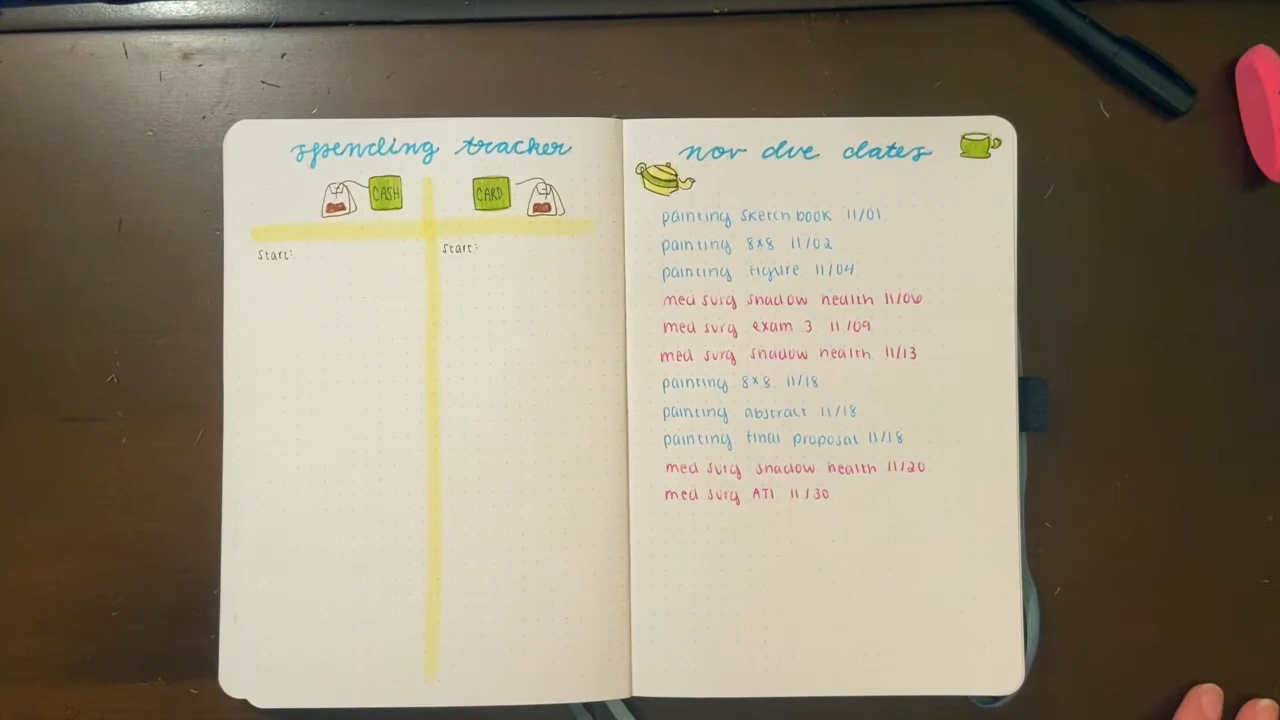 spending tracker
CASH
CARD
start:
start:
nov due dates
painting sketchbook 11/01
painting 8x8 11/02
painting figure 11/04
med surg shadow health 11/06
med surg exam 3 11/09
med surg shadow health 11/13
painting 8x8 11/18
painting abstract 11/18
painting final proposal 11/18
med surg shadow health 11/20
med surg ATI 11/30